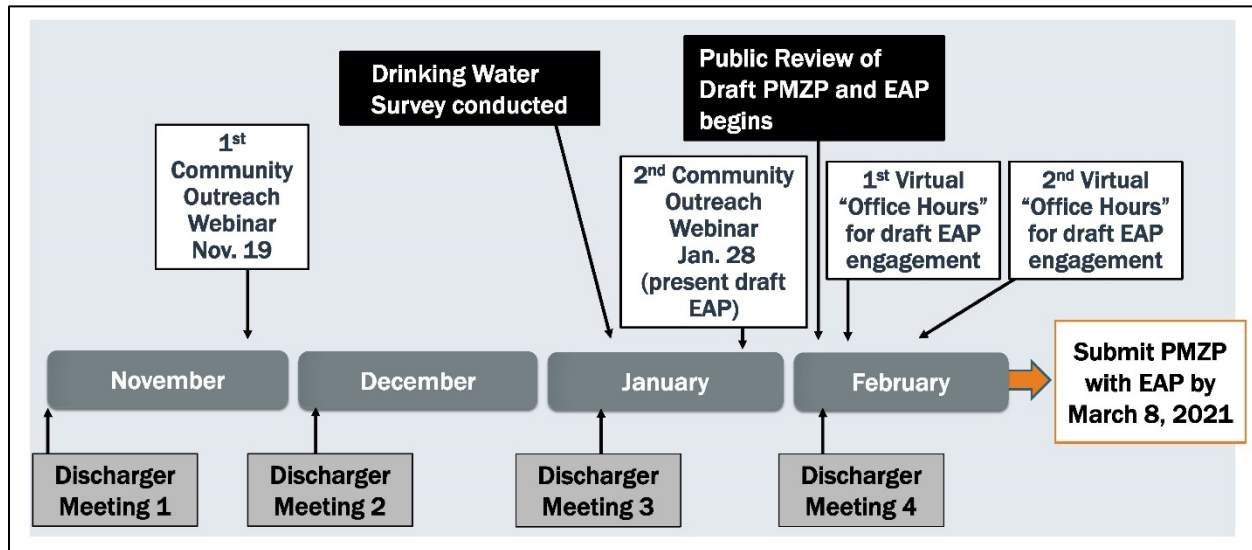 Drinking Water
Survey conducted
Public Review of
Draft PMZP and EAP
begins
1st
Community
Outreach
Webinar
Nov. 19
2nd Community
Outreach
Webinar
Jan. 28
(present draft
EAP)
1st Virtual
“Office Hours”
for draft EAP
engagement
2nd Virtual
“Office Hours”
for draft EAP
engagement
November
December
January
February
Submit PMZP
with EAP by
March 8, 2021
Discharger
Meeting 1
Discharger
Meeting 2
Discharger
Meeting 3
Discharger
Meeting 4